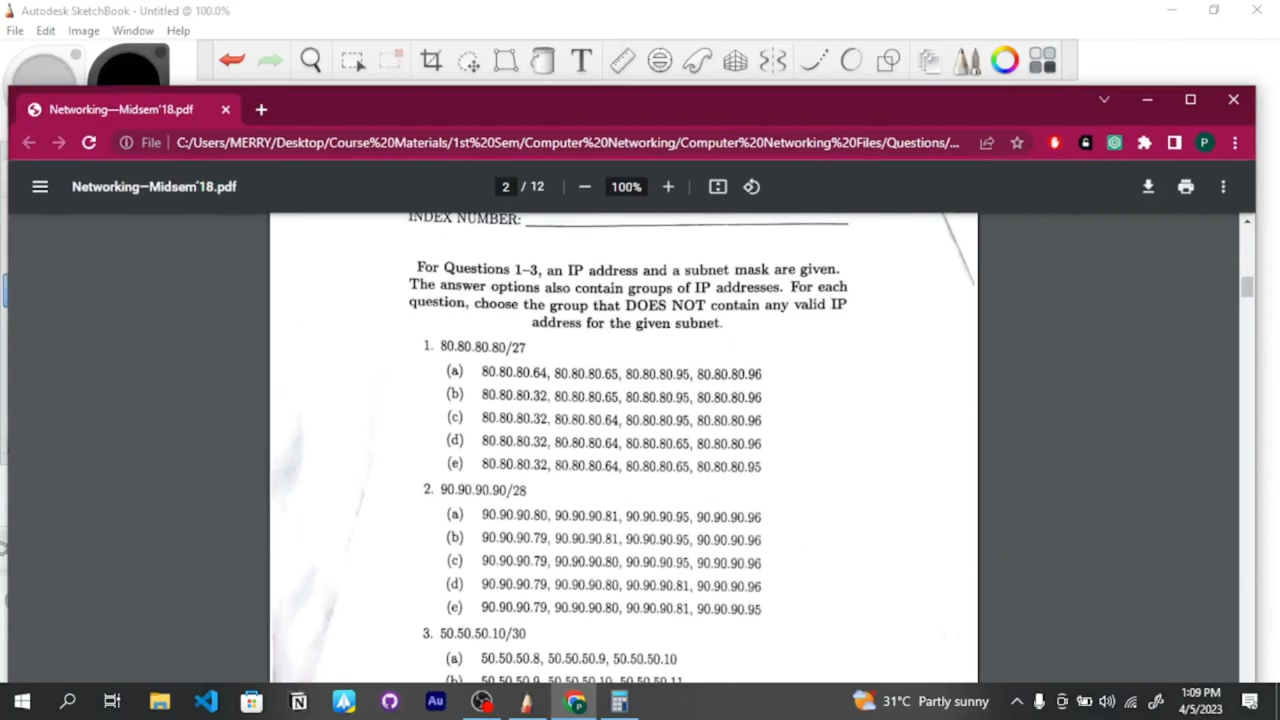 Autodesk SketchBook - Untitled @ 100.0%
File Edit Image Window Help
Networking—Midsem'18.pdf
File C:/Users/MERRY/Desktop/Course%20Materials/1st%20Sem/Computer%20Networking/Computer%20Networking%20Files/Questions/...
Networking—Midsem'18.pdf 2 / 12 100%
INDEX NUMBER:
For Questions 1–3, an IP address and a subnet mask are given.
The answer options also contain groups of IP addresses. For each
question, choose the group that DOES NOT contain any valid IP
address for the given subnet.
1. 80.80.80.80/27
(a) 80.80.80.64, 80.80.80.65, 80.80.80.95, 80.80.80.96
(b) 80.80.80.32, 80.80.80.65, 80.80.80.95, 80.80.80.96
(c) 80.80.80.32, 80.80.80.64, 80.80.80.95, 80.80.80.96
(d) 80.80.80.32, 80.80.80.64, 80.80.80.65, 80.80.80.96
(e) 80.80.80.32, 80.80.80.64, 80.80.80.65, 80.80.80.95
2. 90.90.90.90/28
(a) 90.90.90.80, 90.90.90.81, 90.90.90.95, 90.90.90.96
(b) 90.90.90.79, 90.90.90.81, 90.90.90.95, 90.90.90.96
(c) 90.90.90.79, 90.90.90.80, 90.90.90.95, 90.90.90.96
(d) 90.90.90.79, 90.90.90.80, 90.90.90.81, 90.90.90.96
(e) 90.90.90.79, 90.90.90.80, 90.90.90.81, 90.90.90.95
3. 50.50.50.10/30
(a) 50.50.50.8, 50.50.50.9, 50.50.50.10
(b) 50.50.50.9, 50.50.50.10, 50.50.50.11
31°C Partly sunny
1:09 PM
4/5/2023